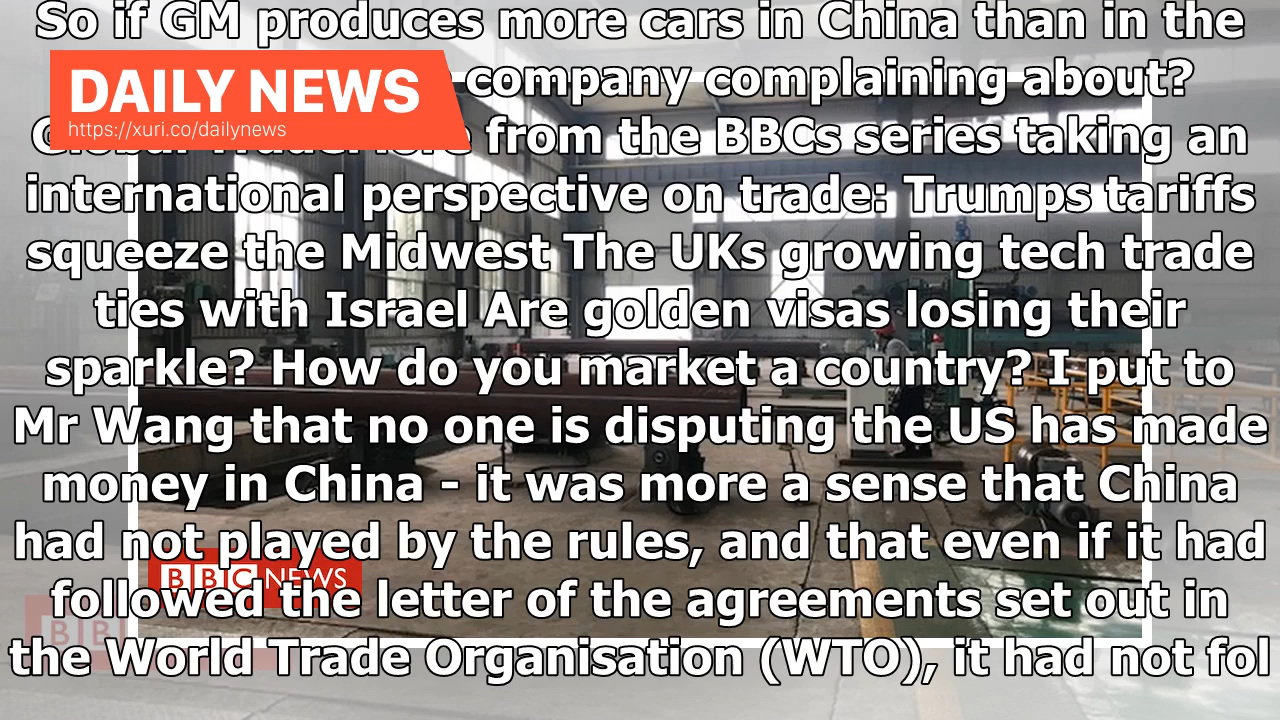 So if GM produces more cars in China than in the
DAILY NEWS
https://xuri.co/dailynews
company complaining about?
from the BBCs series taking an
international perspective on trade: Trumps tariffs
squeeze the Midwest The UKs growing tech trade
ties with Israel Are golden visas losing their
sparkle? How do you market a country? I put to
Mr Wang that no one is disputing the US has made
money in China - it was more a sense that China
had not played by the rules, and that even if it had
BBC NEWS
followed the letter of the agreements set out in
the World Trade Organisation (WTO), it had not fol